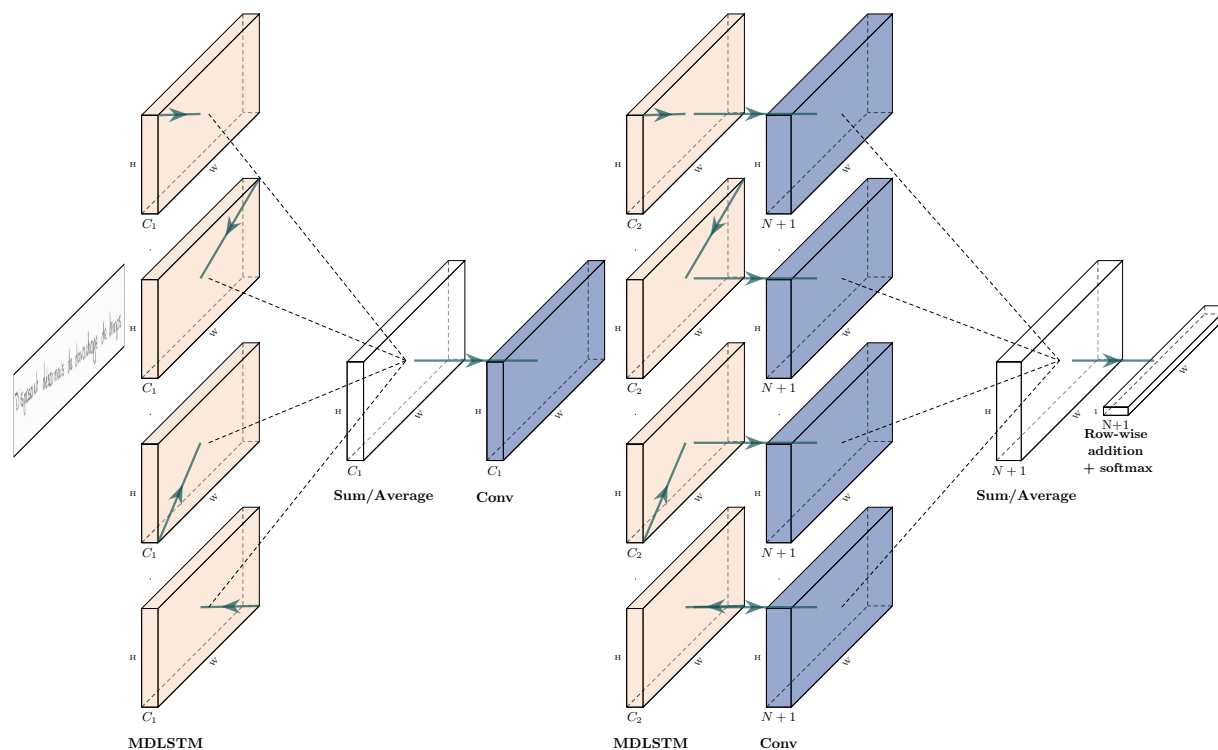 H
W
C₁
H
W
C₁
H
W
C₁
H
W
C₁
MDLSTM
H
W
C₁
Sum/Average
H
W
C₁
Conv
H
W
C₂
H
W
C₂
H
W
C₂
H
W
C₂
MDLSTM
H
W
N + 1
H
W
N + 1
H
W
N + 1
H
W
N + 1
Conv
H
W
N + 1
Sum/Average
1
W
N+1
Row-wise
addition
+ softmax